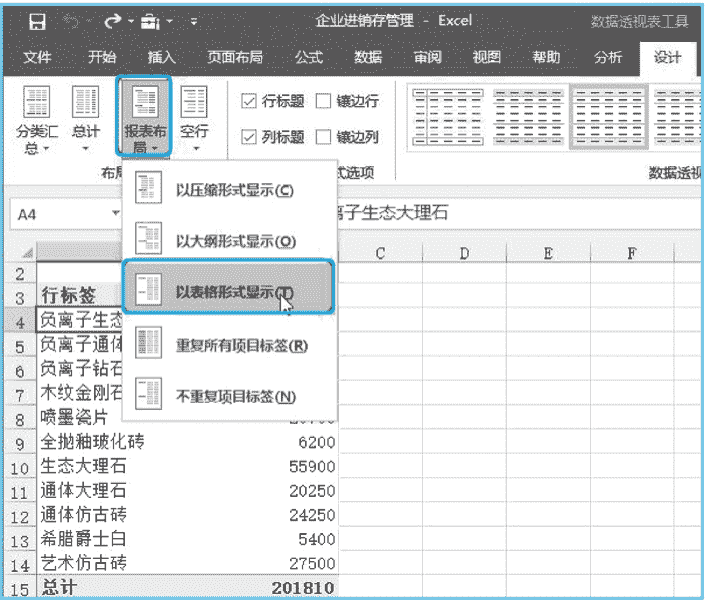 企业进销存管理 - Excel
数据透视表工具
文件 开始 插入 页面布局 公式 数据 审阅 视图 帮助 分析 设计
分类汇总 总计 报表布局 空行
行标题 镶边行
列标题 镶边列
布局 式选项 数据透视
以压缩形式显示(C)
以大纲形式显示(O)
以表格形式显示(T)
重复所有项目标签(R)
不重复项目标签(N)
A4 子生态大理石
C D E F
2
3 行标签
4 负离子生态
5 负离子通体
6 负离子钻石
7 木纹金刚石
8 喷墨瓷片
9 全抛釉玻化砖 6200
10 生态大理石 55900
11 通体大理石 20250
12 通体仿古砖 24250
13 希腊爵士白 5400
14 艺术仿古砖 27500
15 总计 201810